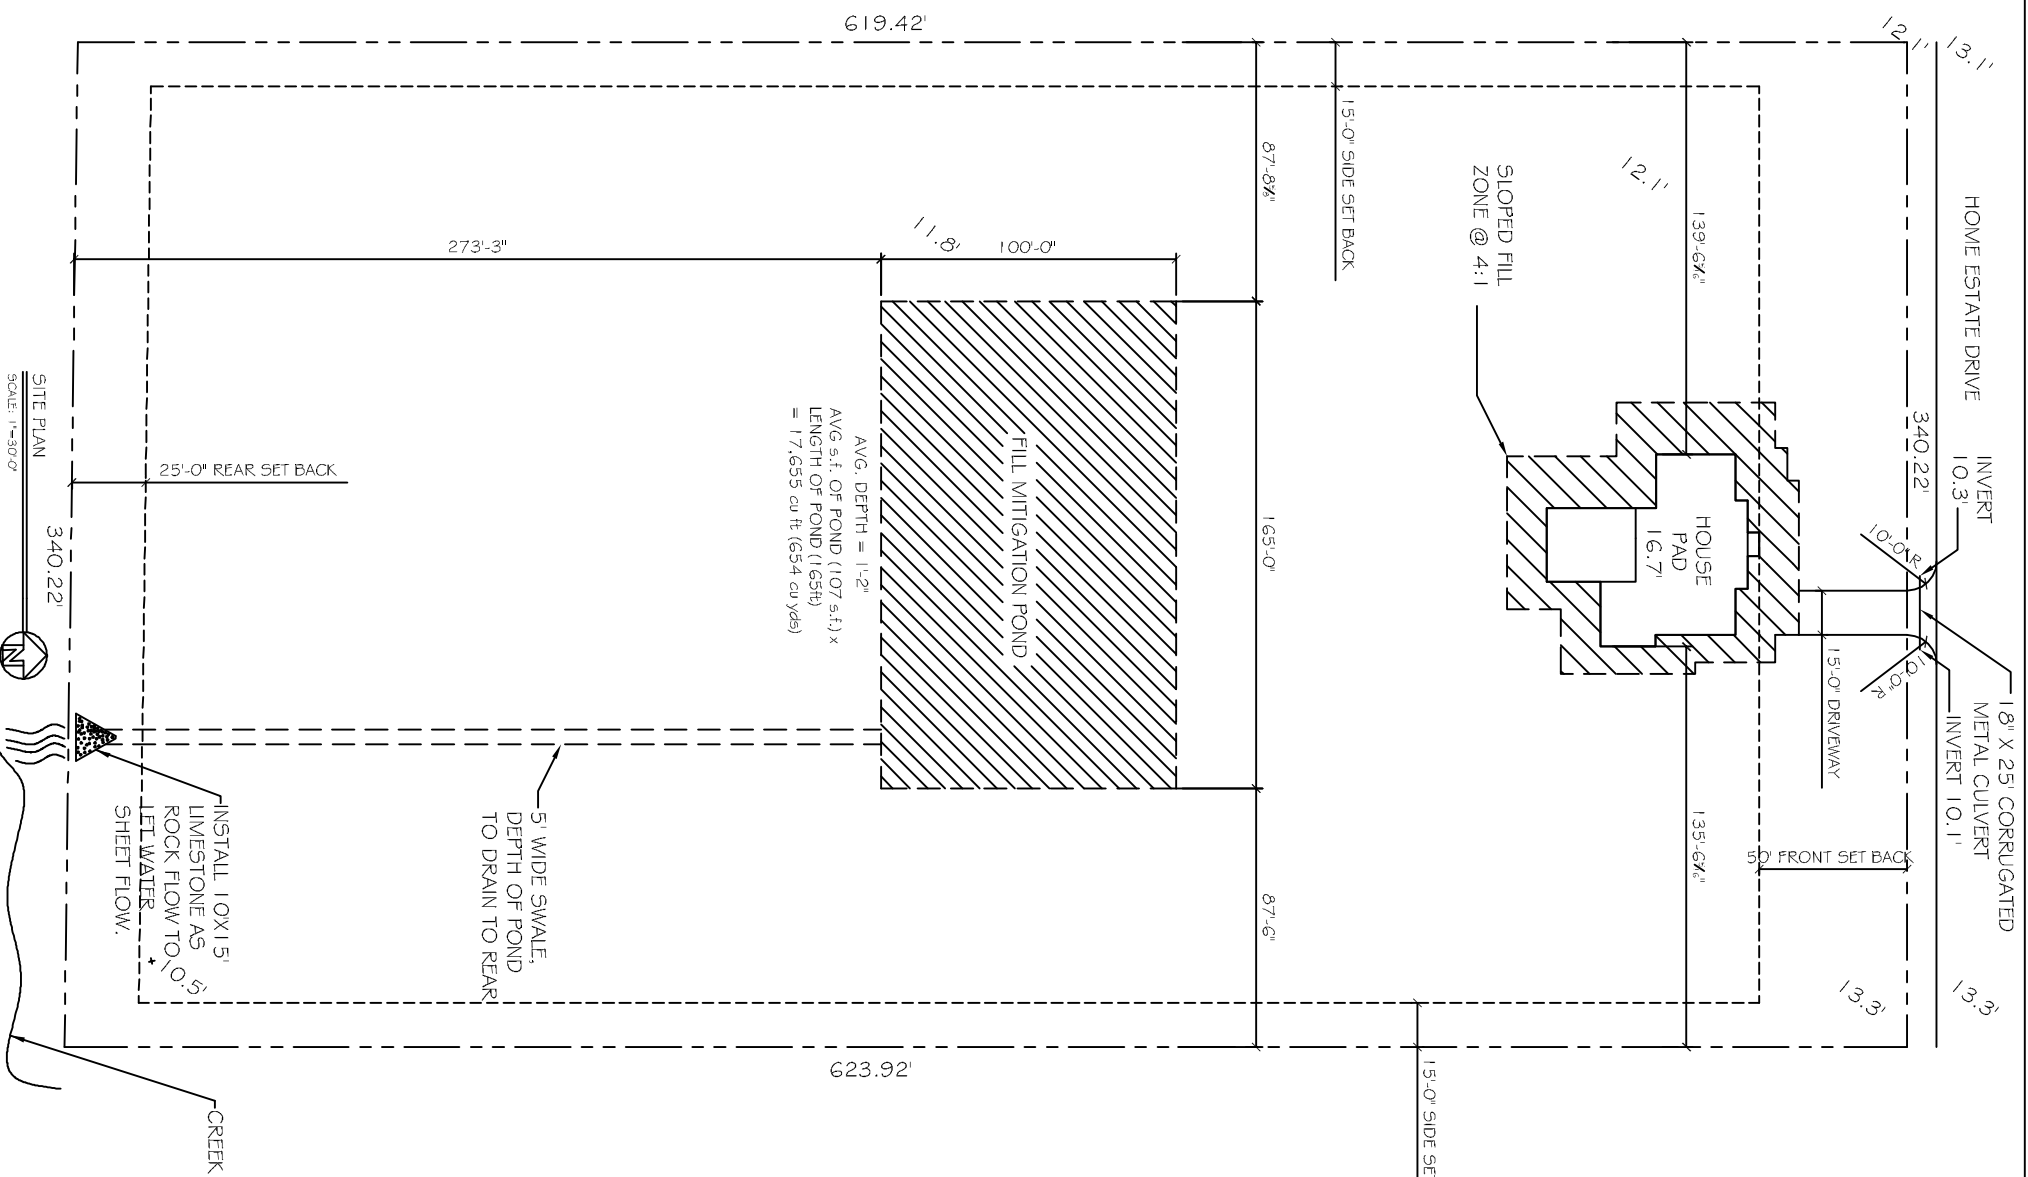 619.42'
12.1'
13.1'
HOME ESTATE DRIVE
340.22'
INVERT
10.3'
10'-0" R
18" X 25' CORRUGATED
METAL CULVERT
INVERT 10.1'
10'-0" R
15'-0" DRIVEWAY
50' FRONT SET BACK
13.3'
13.3'
12.1'
139'-6
135'-6
HOUSE
PAD
16.7'
SLOPED FILL
ZONE @ 4:1
15'-0" SIDE SET BACK
87'-8
165'-0"
87'-6"
15'-0" SIDE SE
11.8'
100'-0"
273'-3"
FILL MITIGATION POND
AVG. DEPTH = 1'-2"
AVG s.f. OF POND (107 s.f.) x
LENGTH OF POND (165ft)
= 17,655 cu ft (654 cu yds)
5' WIDE SWALE,
DEPTH OF POND
TO DRAIN TO REAR
623.92'
25'-0" REAR SET BACK
340.22'
INSTALL 10'X15'
LIMESTONE AS
ROCK FLOW TO
LET WATER
SHEET FLOW.
+ 10.5'
CREEK
SITE PLAN
SCALE: 1"=30'-0"
N